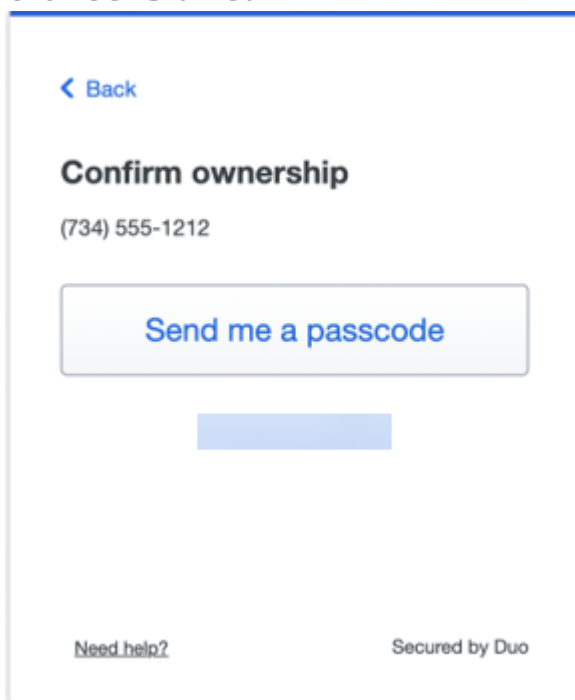 Back
Confirm ownership
(734) 555-1212
Send me a passcode
Need help?
Secured by Duo